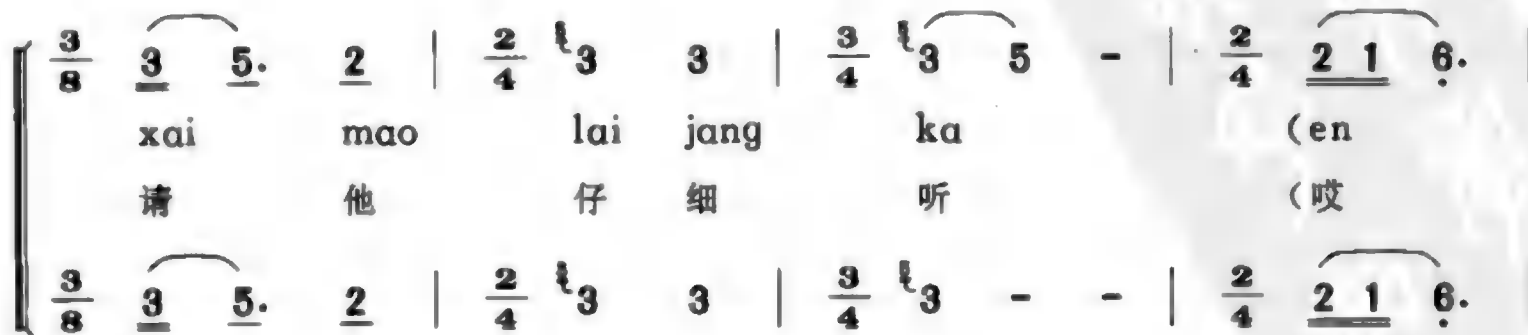 3/8 3 5. 2 | 2/4 3 3 | 3/4 3 5 - | 2/4 2 1 6. |
xai mao lai jang ka (en
请 他 仔 细 听 (哎
3/8 3 5. 2 | 2/4 3 3 | 3/4 3 - - | 2/4 2 1 6. |